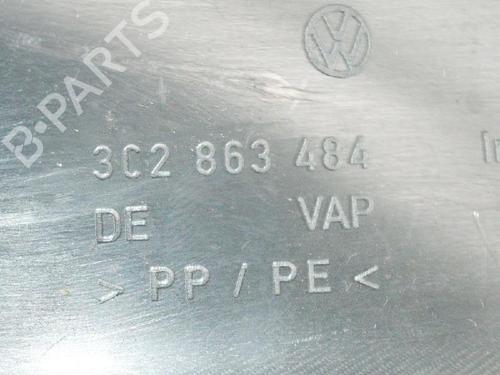 B-PARTS
3C2 863 484
DE VAP
> PP / PE <